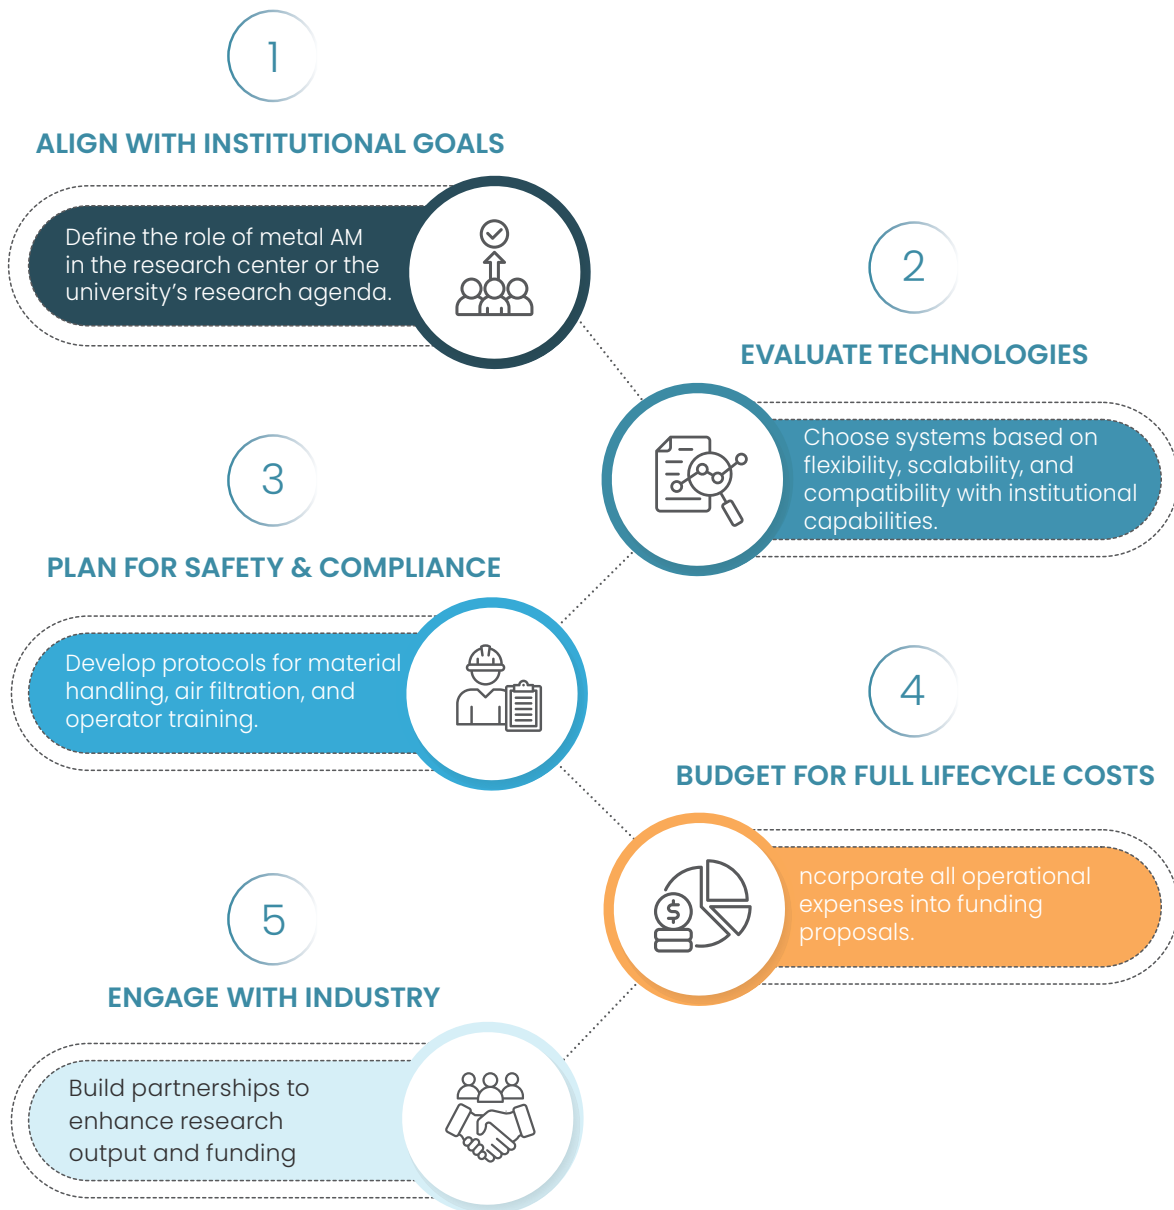 1
ALIGN WITH INSTITUTIONAL GOALS
Define the role of metal AM
in the research center or the
university's research agenda.
2
EVALUATE TECHNOLOGIES
Choose systems based on
flexibility, scalability, and
compatibility with institutional
capabilities.
3
PLAN FOR SAFETY & COMPLIANCE
Develop protocols for material
handling, air filtration, and
operator training.
4
BUDGET FOR FULL LIFECYCLE COSTS
ncorporate all operational
expenses into funding
proposals.
$
5
ENGAGE WITH INDUSTRY
Build partnerships to
enhance research
output and funding